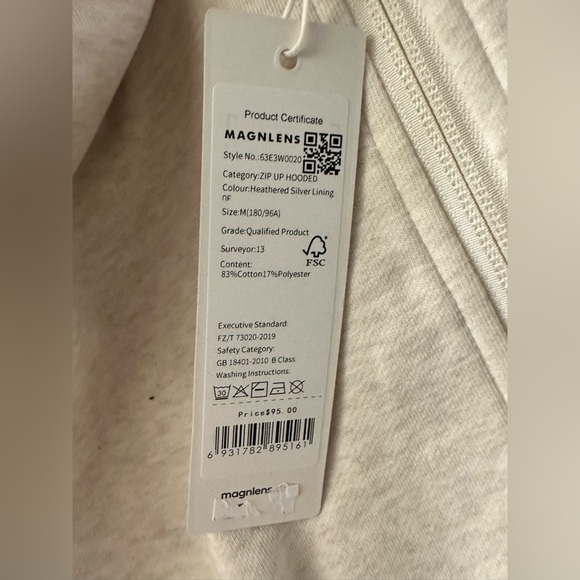 Product Certificate
MAGNLENS
Style No.:63E3W0020
Category:ZIP UP HOODED
Colour:Heathered Silver Lining
Size:M(180/96A)
Grade:Qualified Product
Surveyor:13
FSC
Content:
83%Cotton17%Polyester
Executive Standard:
FZ/T 73020-2019
Safety Category:
GB 18401-2010 B Class
Washing Instructions:
30
Price$95.00
6 931782 895161
magnlens